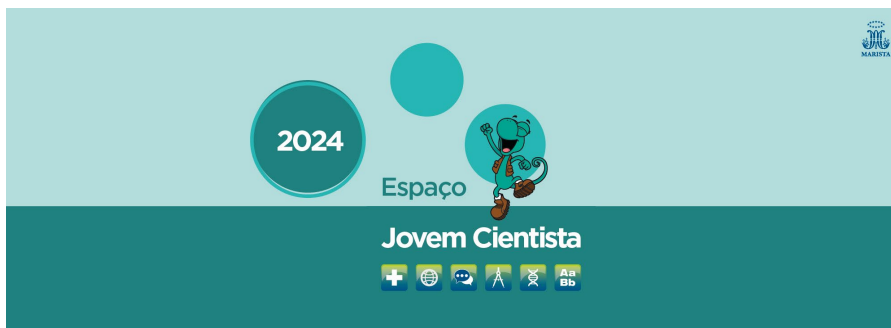 MARISTA
2024
Espaço
Jovem Cientista
Aa
Bb